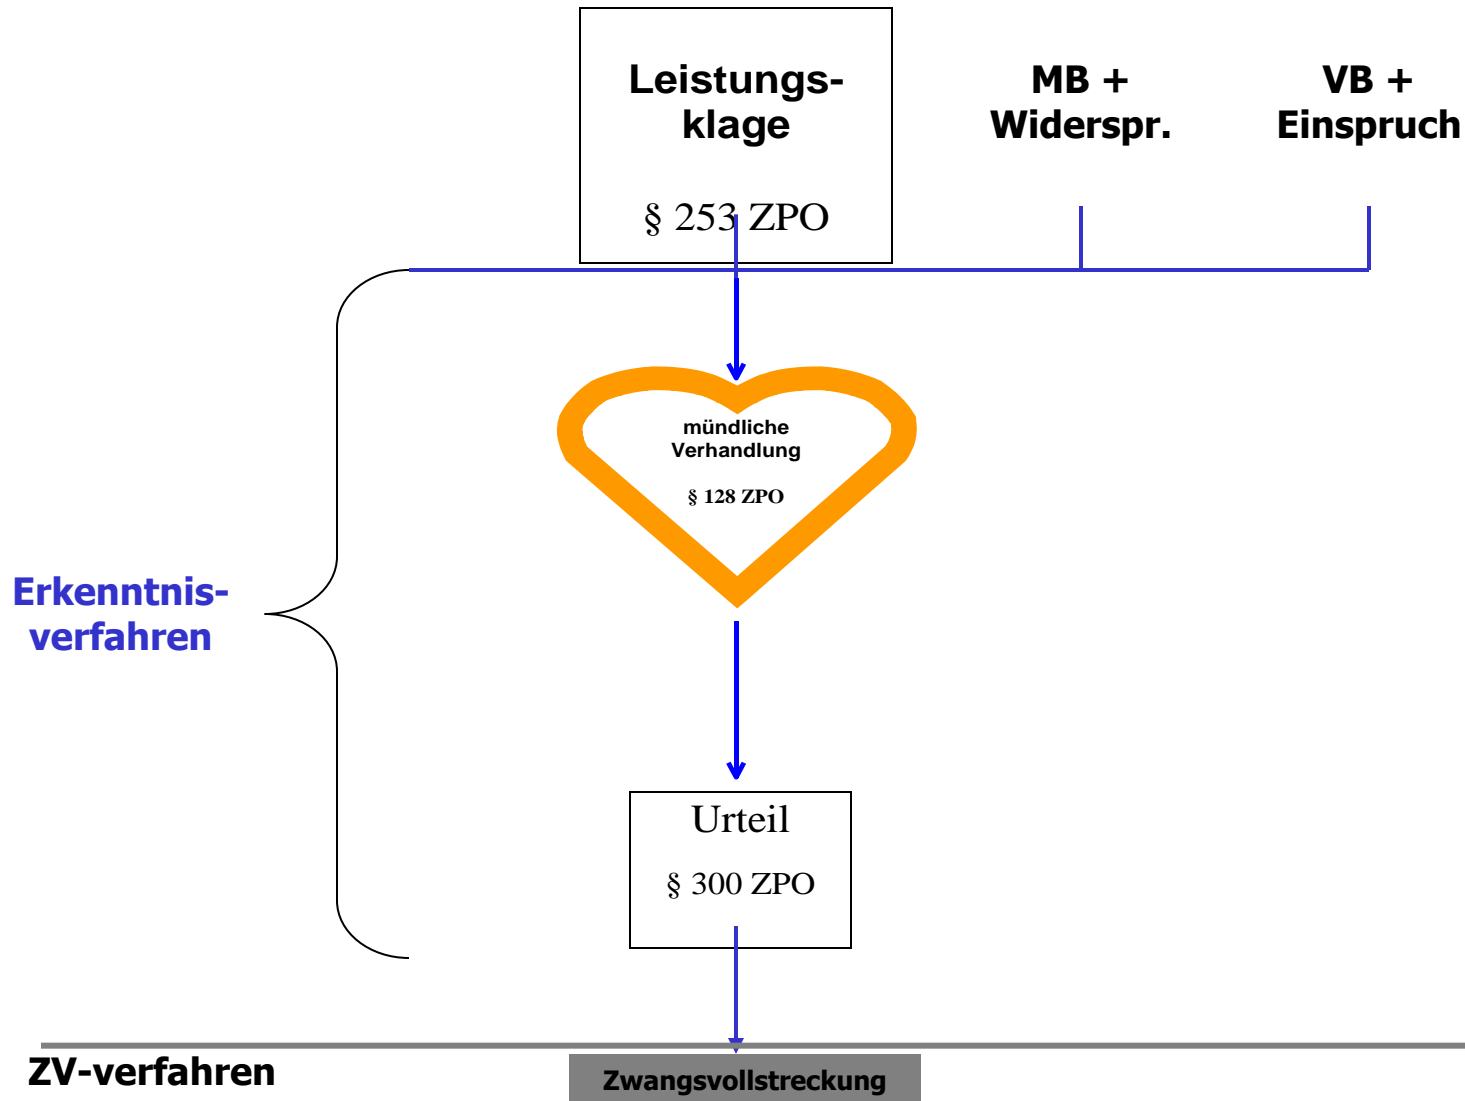 Leistungs-
klage
§ 253 ZPO
MB +
Widerspr.
VB +
Einspruch
mündliche
Verhandlung
§ 128 ZPO
Erkenntnis-
verfahren
Urteil
§ 300 ZPO
ZV-verfahren
Zwangsvollstreckung